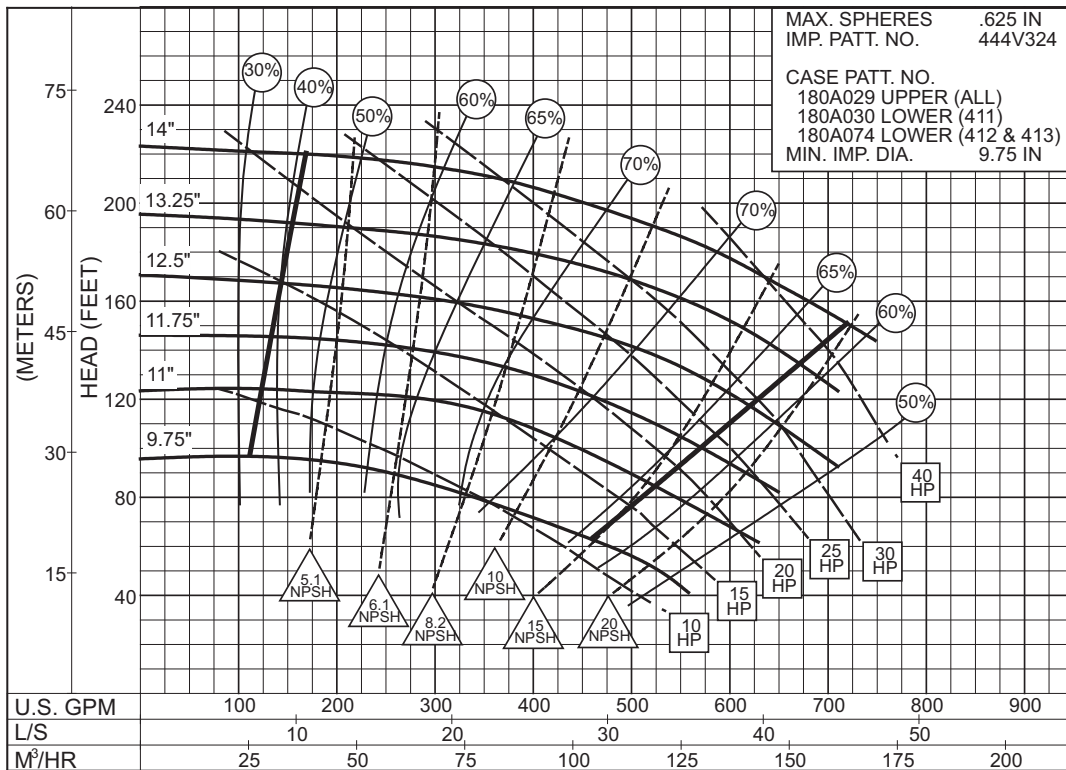 MAX. SPHERES .625 IN
IMP. PATT. NO. 444V324
CASE PATT. NO.
180A029 UPPER (ALL)
180A030 LOWER (411)
180A074 LOWER (412 & 413)
MIN. IMP. DIA. 9.75 IN
30%
40%
50%
60%
65%
70%
70%
65%
60%
50%
(METERS)
75
60
45
30
15
HEAD (FEET)
240
200
160
120
80
40
14"
13.25"
12.5"
11.75"
11"
9.75"
5.1
NPSH
6.1
NPSH
8.2
NPSH
10
NPSH
15
NPSH
20
NPSH
10
HP
15
HP
20
HP
25
HP
30
HP
40
HP
U.S. GPM 100 200 300 400 500 600 700 800 900
L/S 10 20 30 40 50
M³/HR 25 50 75 100 125 150 175 200